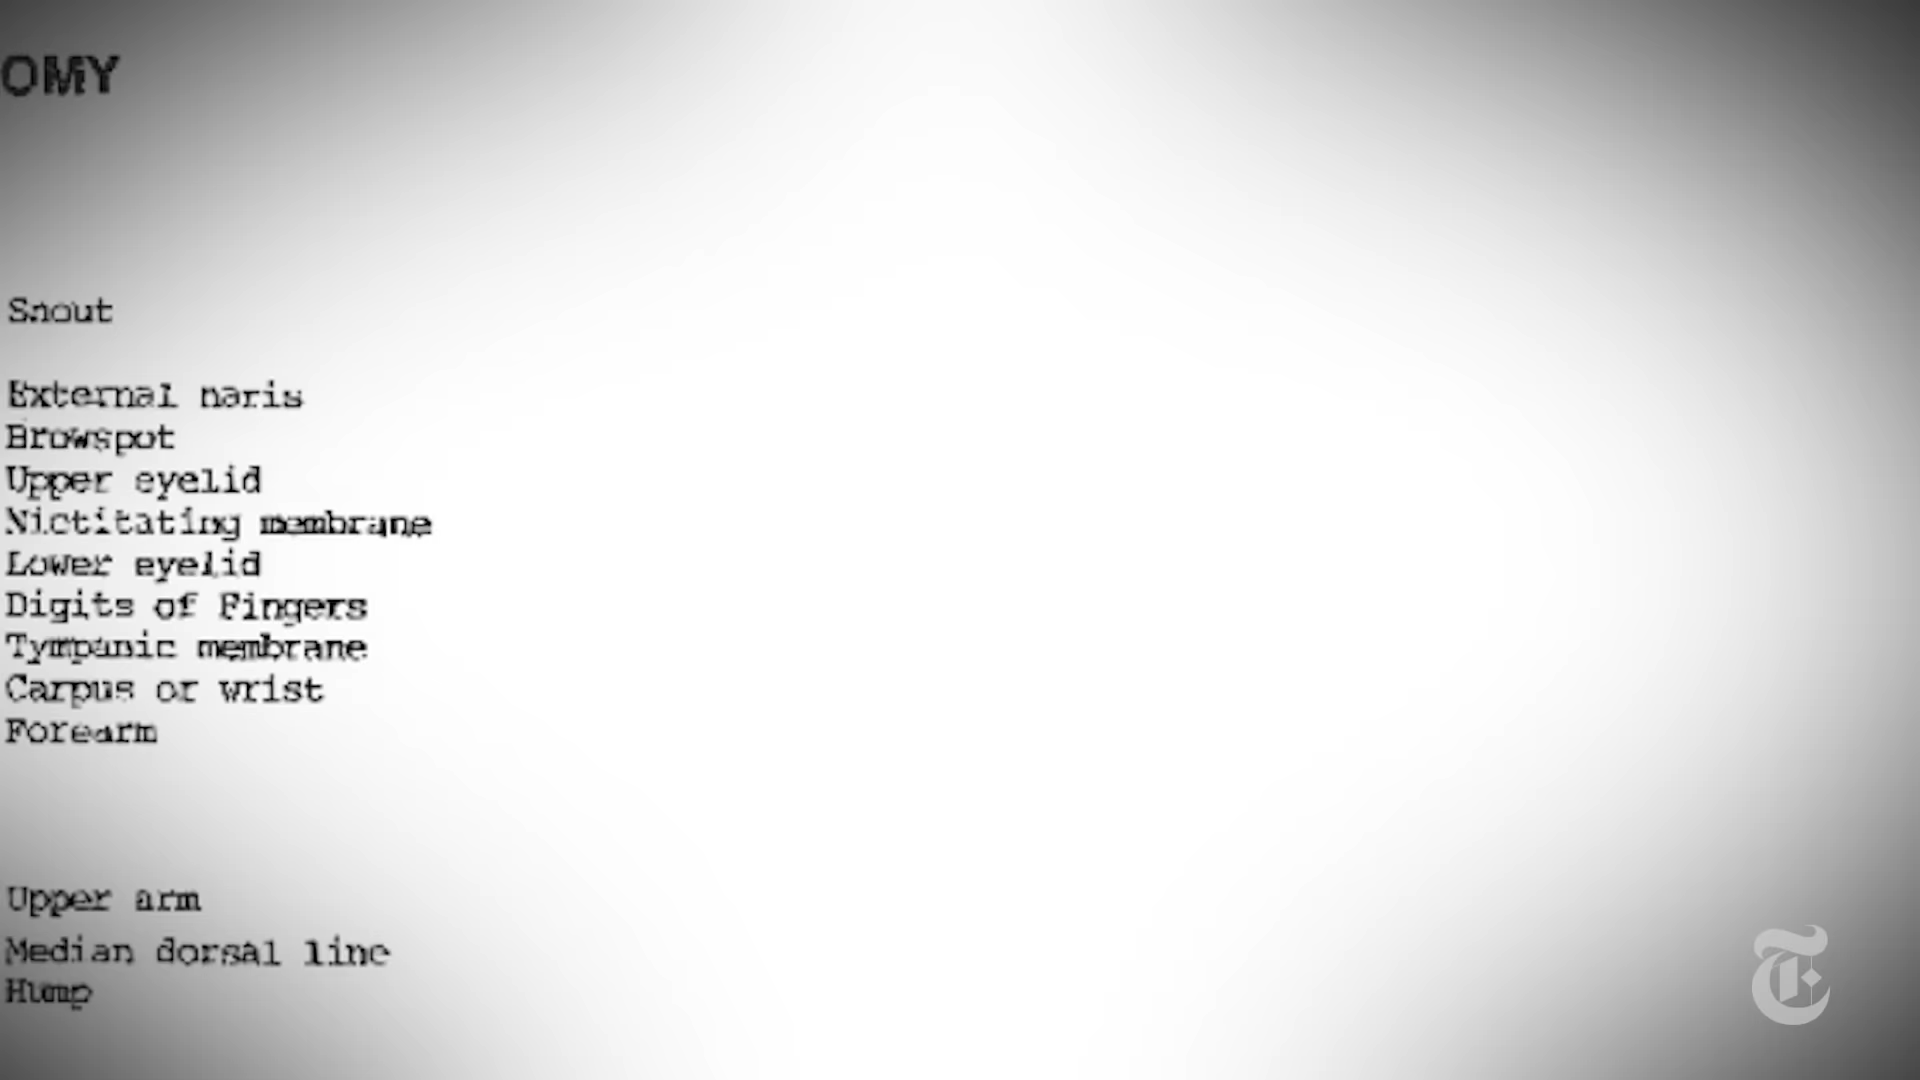 OMY
Snout
External naris
Browspot
Upper eyelid
Nictitating membrane
Lower eyelid
Digits of Fingers
Tympanic membrane
Carpus or wrist
Forearm
Upper arm
Median dorsal line
Hump